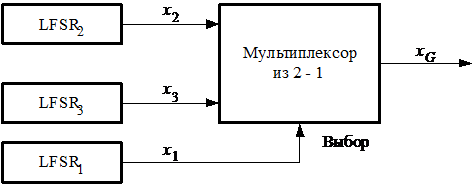 LFSR2
x2
Мультиплексор
из 2 - 1
xG
LFSR3
x3
LFSR1
x1
Выбор